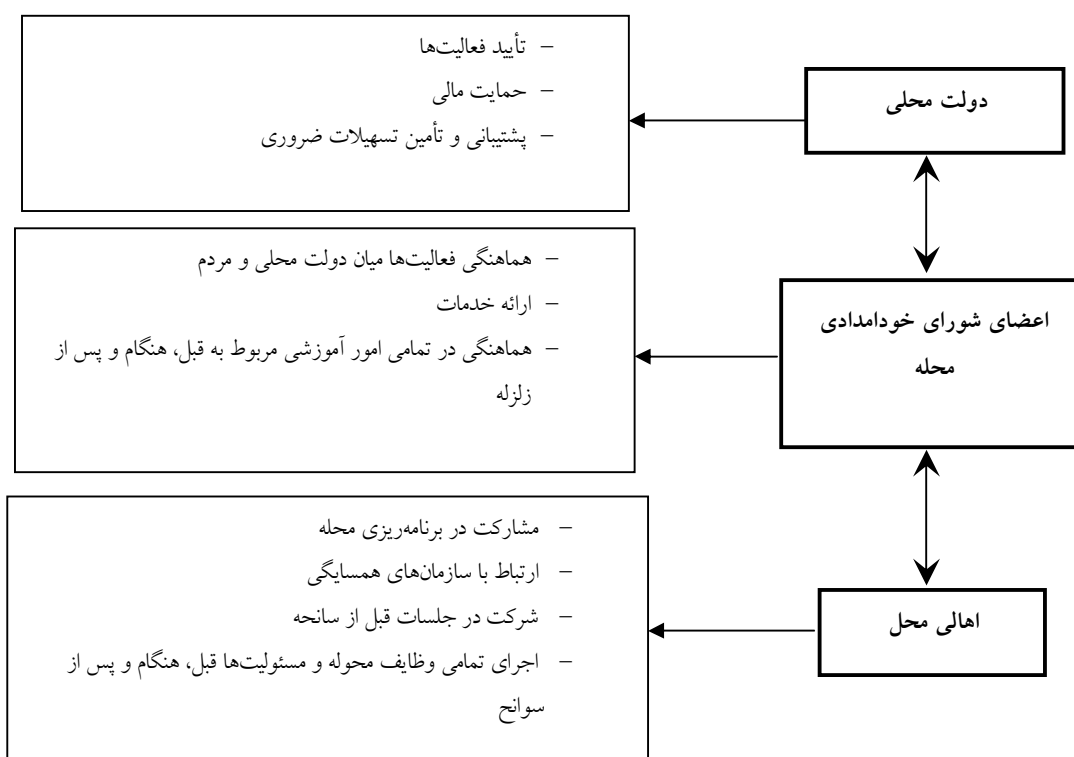 دولت محلی
– تأیید فعالیت‌ها
– حمایت مالی
– پشتیبانی و تأمین تسهیلات ضروری
اعضای شورای خودامدادی
محله
– هماهنگی فعالیت‌ها میان دولت محلی و مردم
– ارائه خدمات
– هماهنگی در تمامی امور آموزشی مربوط به قبل، هنگام و پس از
زلزله
اهالی محل
– مشارکت در برنامه‌ریزی محله
– ارتباط با سازمان‌های همسایگی
– شرکت در جلسات قبل از سانحه
– اجرای تمامی وظایف محوله و مسئولیت‌ها قبل، هنگام و پس از
سوانح